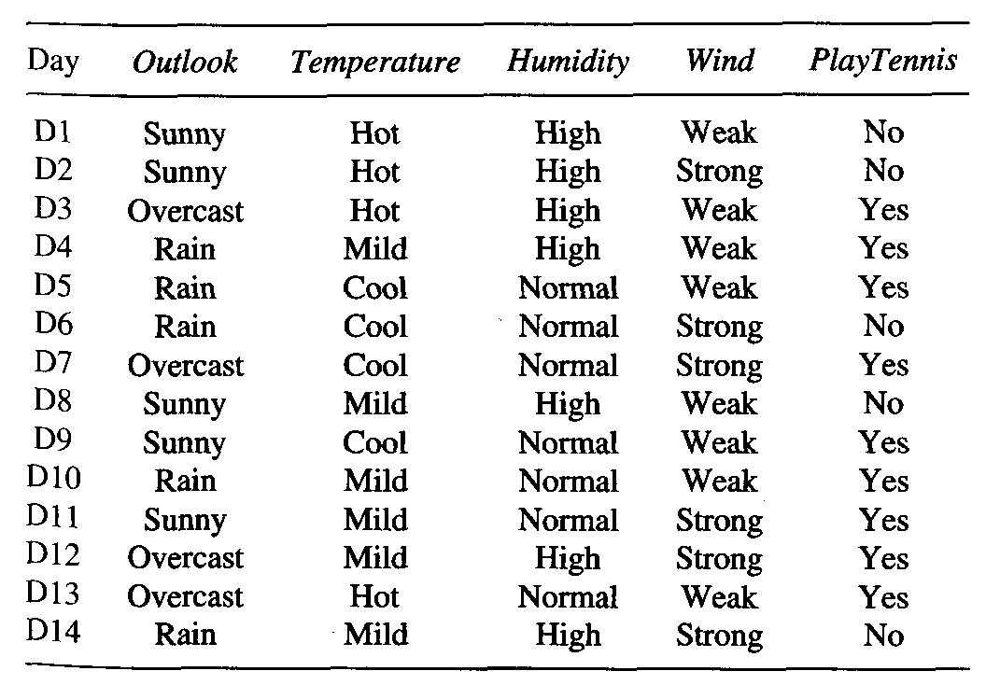 Day Outlook Temperature Humidity Wind PlayTennis
D1 Sunny Hot High Weak No
D2 Sunny Hot High Strong No
D3 Overcast Hot High Weak Yes
D4 Rain Mild High Weak Yes
D5 Rain Cool Normal Weak Yes
D6 Rain Cool Normal Strong No
D7 Overcast Cool Normal Strong Yes
D8 Sunny Mild High Weak No
D9 Sunny Cool Normal Weak Yes
D10 Rain Mild Normal Weak Yes
D11 Sunny Mild Normal Strong Yes
D12 Overcast Mild High Strong Yes
D13 Overcast Hot Normal Weak Yes
D14 Rain Mild High Strong No